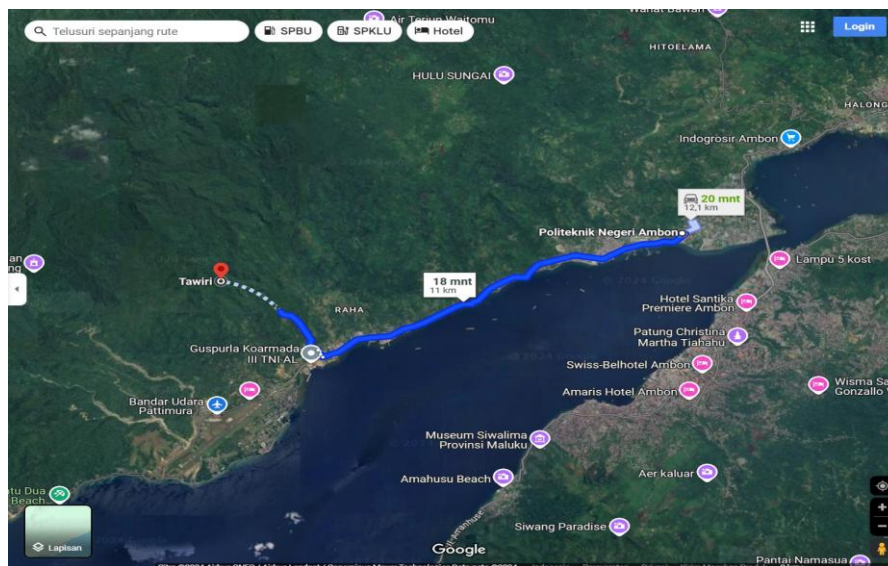 Telusuri sepanjang rute
SPBU
SPKLU
Hotel
Air Terjun Waitomu
Login
HITOELAMA
HULU SUNGAI
HALONG
Indogrosir Ambon
20 mnt
12,1 km
Politeknik Negeri Ambon
Lampu 5 kost
Tawiri
18 mnt
11 km
Hotel Santika
Premiere Ambon
RAHA
Patung Christina
Martha Tiahahu
Guspurla Koarmada
III TNI AL
Swiss-Belhotel Ambon
Bandar Udara
Pattimura
Amaris Hotel Ambon
Wisma
Gonzallo
Museum Siwalima
Provinsi Maluku
Aer kaluar
Amahusu Beach
Dua
Beach
Siwang Paradise
Lapisan
Google
Pantai Namasua